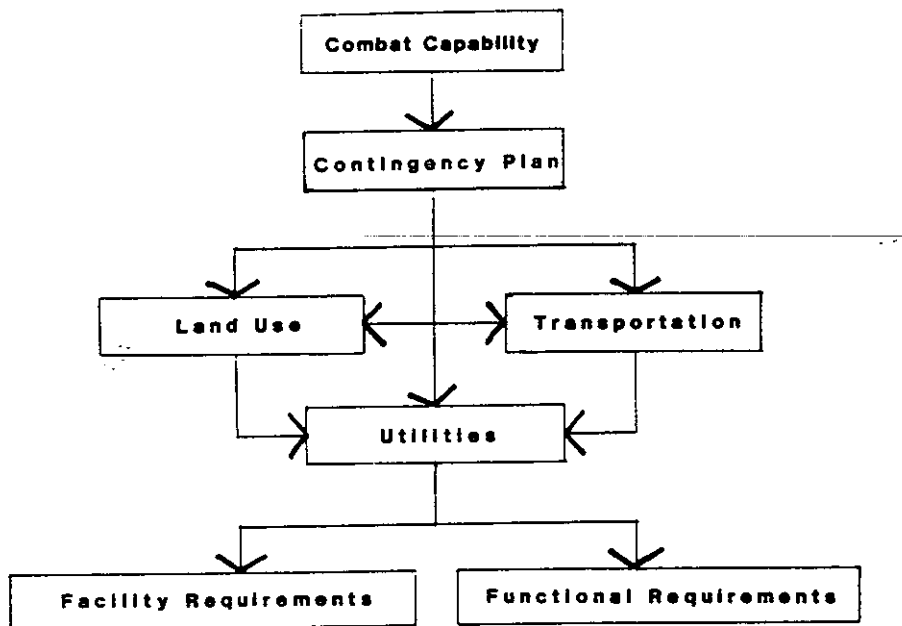 Combat Capability
Contingency Plan
Land Use
Transportation
Utilities
Facility Requirements
Functional Requirements